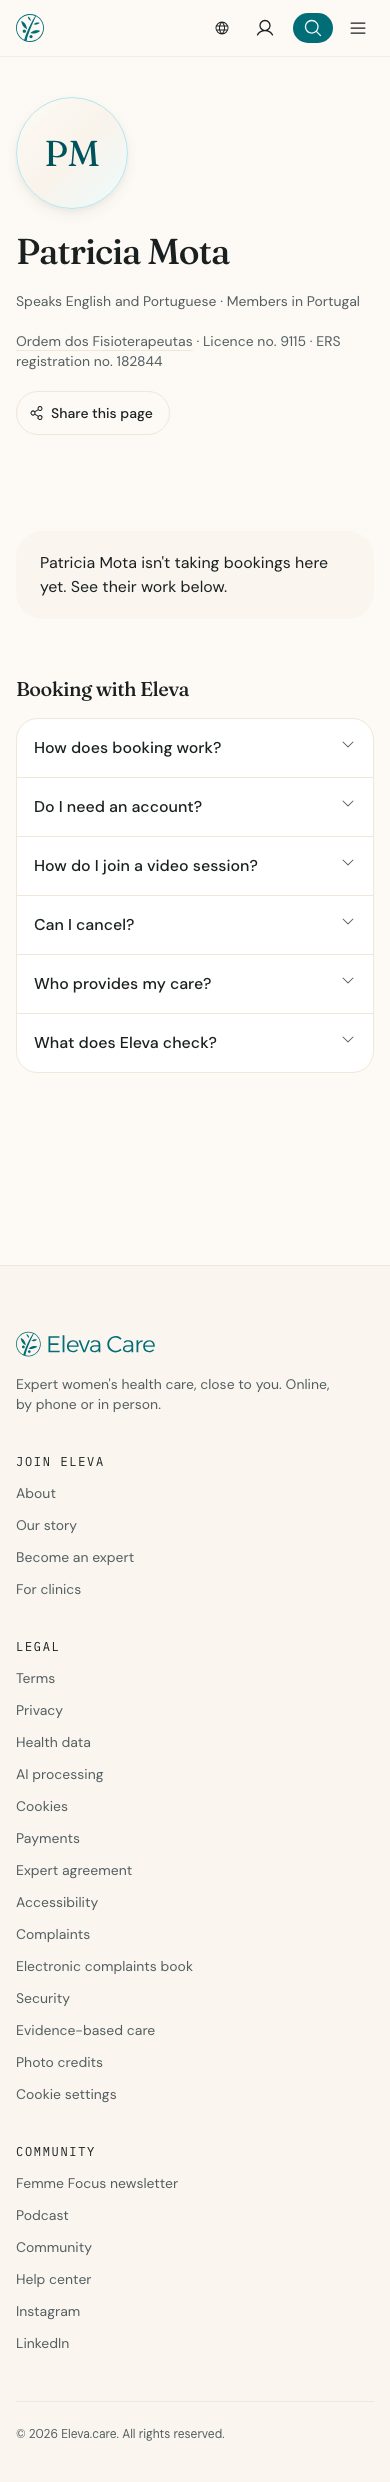 PM
Patricia Mota
Speaks English and Portuguese · Members in Portugal
Ordem dos Fisioterapeutas · Licence no. 9115 · ERS
registration no. 182844
Share this page
Patricia Mota isn't taking bookings here
yet. See their work below.
Booking with Eleva
How does booking work?
Do I need an account?
How do I join a video session?
Can I cancel?
Who provides my care?
What does Eleva check?
Eleva Care
Expert women's health care, close to you. Online,
by phone or in person.
JOIN ELEVA
About
Our story
Become an expert
For clinics
LEGAL
Terms
Privacy
Health data
AI processing
Cookies
Payments
Expert agreement
Accessibility
Complaints
Electronic complaints book
Security
Evidence-based care
Photo credits
Cookie settings
COMMUNITY
Femme Focus newsletter
Podcast
Community
Help center
Instagram
LinkedIn
© 2026 Eleva.care. All rights reserved.